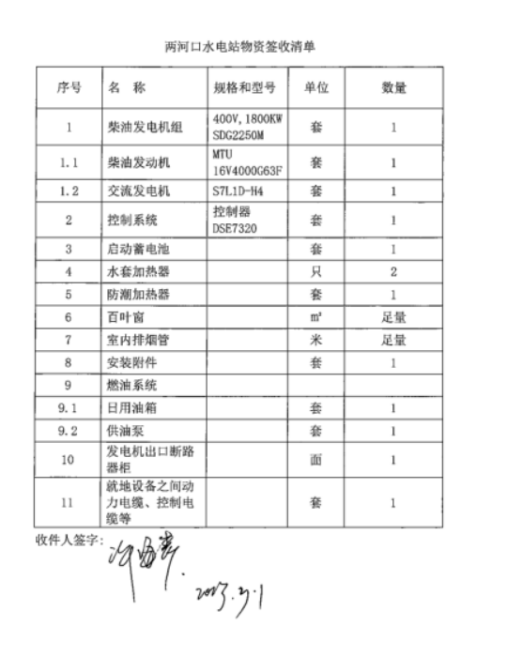 两河口水电站物资签收清单
序号 名 称 规格和型号 单位 数量
1 柴油发电机组 400V,1800KW SDG2250M 套 1
1.1 柴油发动机 MTU 16V4000G63F 套 1
1.2 交流发电机 S7L1D-H4 套 1
2 控制系统 控制器 DSE7320 套 1
3 启动蓄电池 套 1
4 水套加热器 只 2
5 防潮加热器 套 1
6 百叶窗 m² 足量
7 室内排烟管 米 足量
8 安装附件 套 1
9 燃油系统
9.1 日用油箱 套 1
9.2 供油泵 套 1
10 发电机出口断路器柜 面 1
11 就地设备之间动力电缆、控制电缆等 套 1
收件人签字: